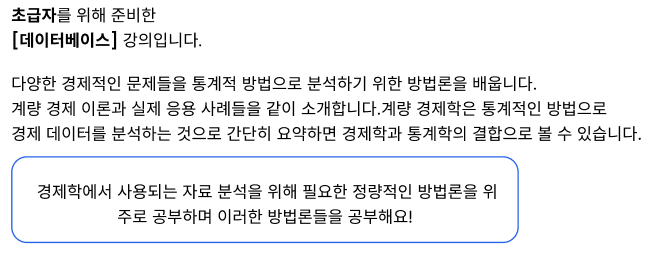 초급자를 위해 준비한
[데이터베이스] 강의입니다.
다양한 경제적인 문제들을 통계적 방법으로 분석하기 위한 방법론을 배웁니다.
계량 경제 이론과 실제 응용 사례들을 같이 소개합니다.계량 경제학은 통계적인 방법으로
경제 데이터를 분석하는 것으로 간단히 요약하면 경제학과 통계학의 결합으로 볼 수 있습니다.
경제학에서 사용되는 자료 분석을 위해 필요한 정량적인 방법론을 위
주로 공부하며 이러한 방법론들을 공부해요!